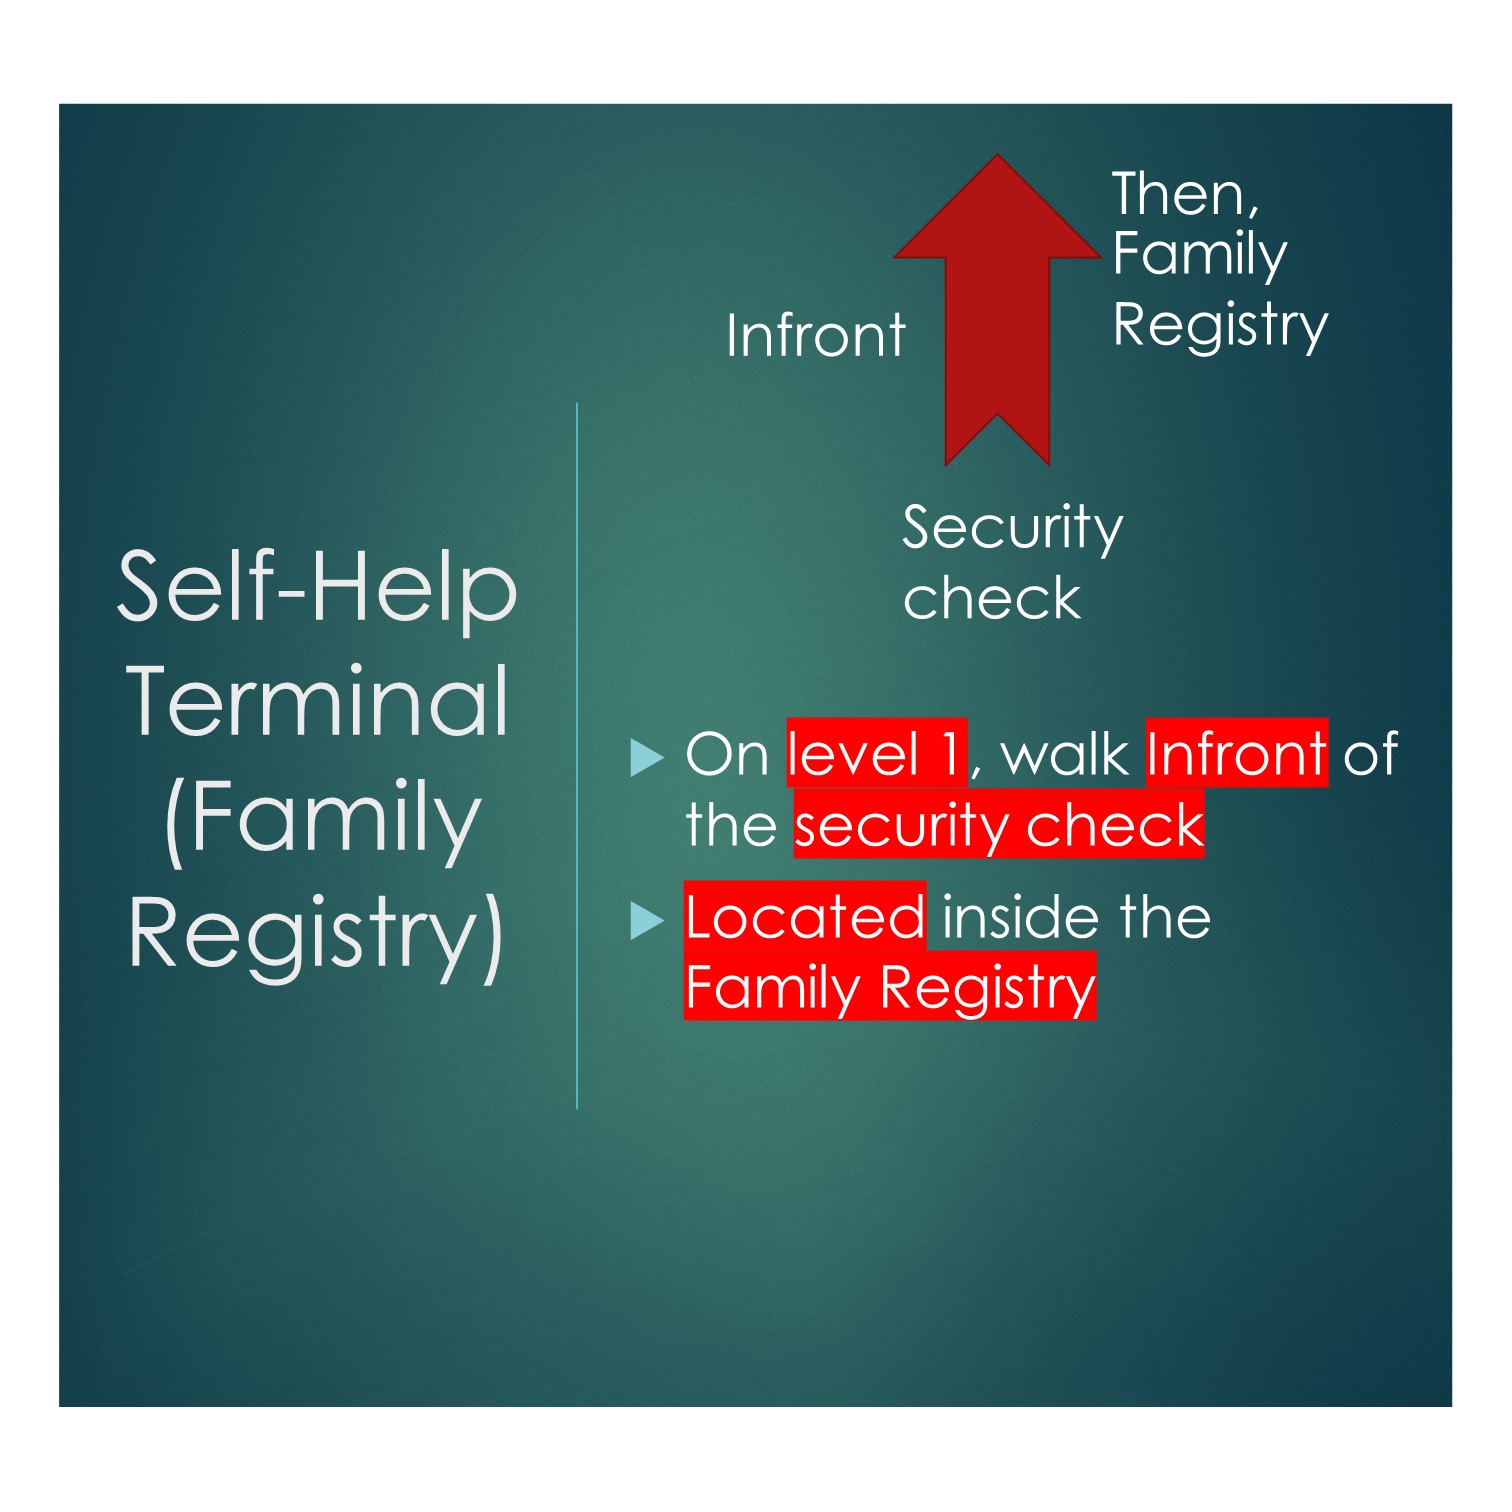 Self-Help
Terminal
(Family
Registry)
Then,
Family
Registry
Infront
Security
check
On level 1, walk Infront of
the security check
Located inside the
Family Registry